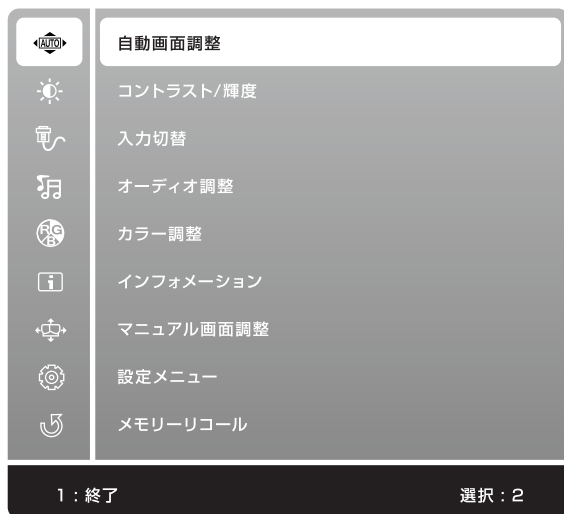 AUTO 自動画面調整
コントラスト/輝度
入力切替
オーディオ調整
RGB カラー調整
i インフォメーション
マニュアル画面調整
設定メニュー
メモリーリコール
1：終了 選択：2